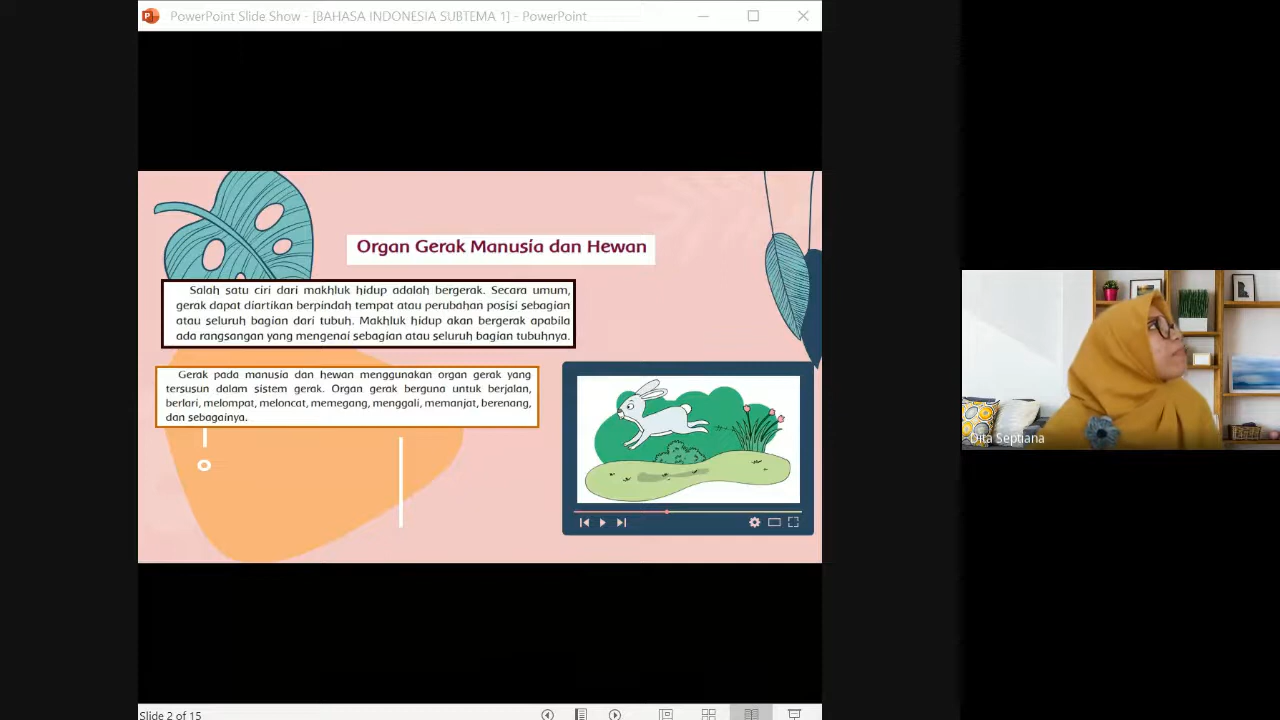 PowerPoint Slide Show - [BAHASA INDONESIA SUBTEMA 1] - PowerPoint
Organ Gerak Manusia dan Hewan
Salah satu ciri dari makhluk hidup adalah bergerak. Secara umum,
gerak dapat diartikan berpindah tempat atau perubahan posisi sebagian
atau seluruh bagian dari tubuh. Makhluk hidup akan bergerak apabila
ada rangsangan yang mengenai sebagian atau seluruh bagian tubuhnya.
Gerak pada manusia dan hewan menggunakan organ gerak yang
tersusun dalam sistem gerak. Organ gerak berguna untuk berjalan,
berlari, melompat, meloncat, memegang, menggali, memanjat, berenang,
dan sebagainya.
Dita Septiana
Slide 2 of 15